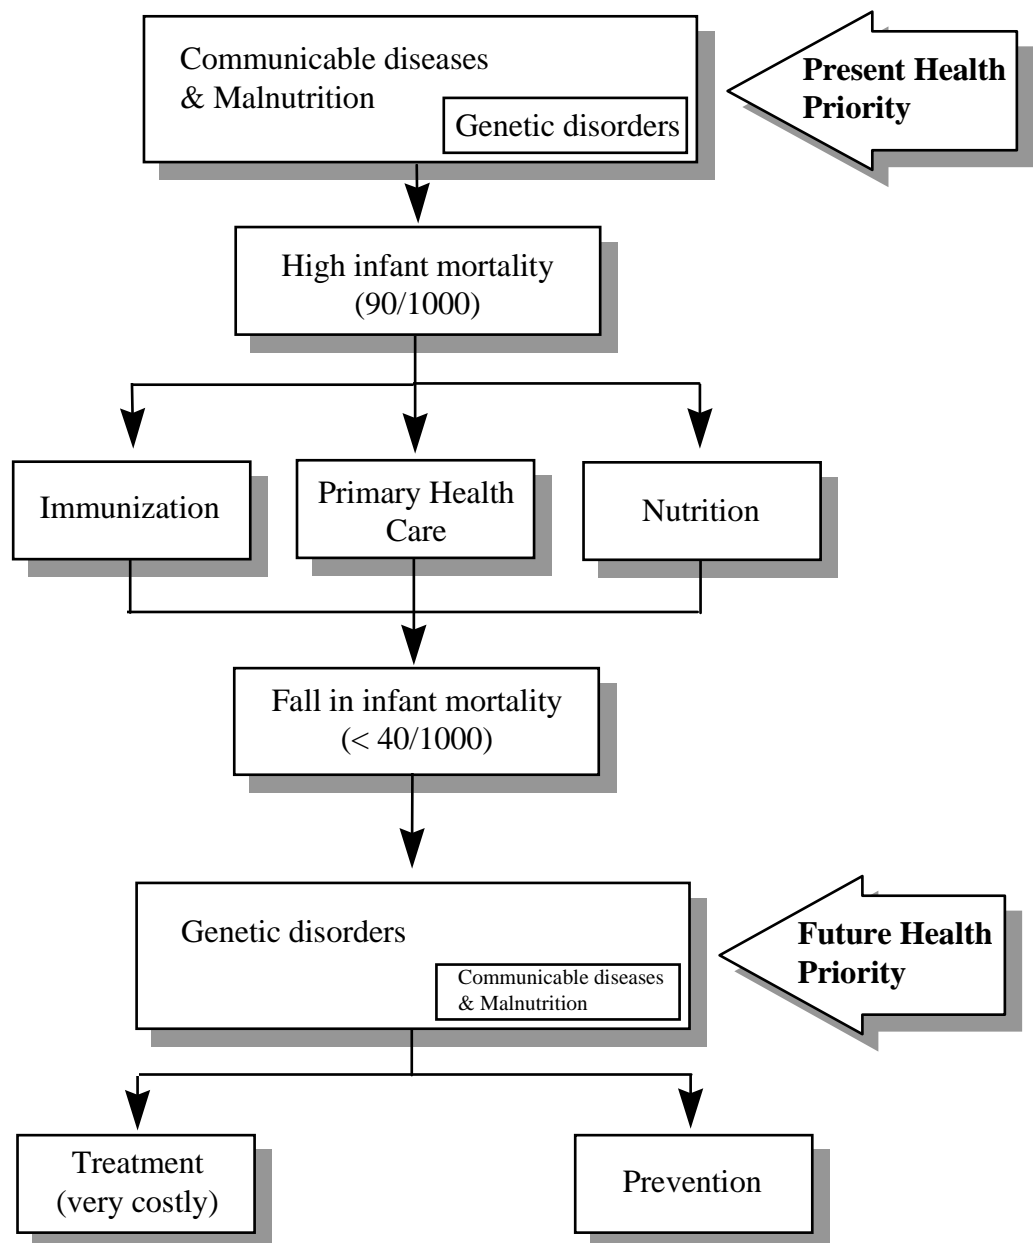 Communicable diseases
& Malnutrition
Genetic disorders
Present Health
Priority
High infant mortality
(90/1000)
Immunization
Primary Health
Care
Nutrition
Fall in infant mortality
(< 40/1000)
Genetic disorders
Communicable diseases
& Malnutrition
Future Health
Priority
Treatment
(very costly)
Prevention